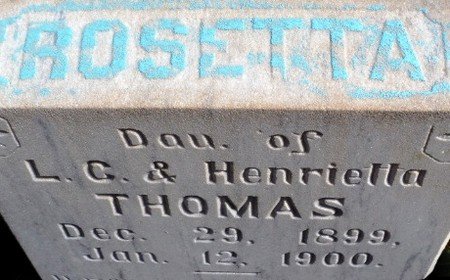 ROSETTA
Dau. of
L. C. & Henrietta
THOMAS
Dec. 29, 1899,
Jan. 12, 1900.